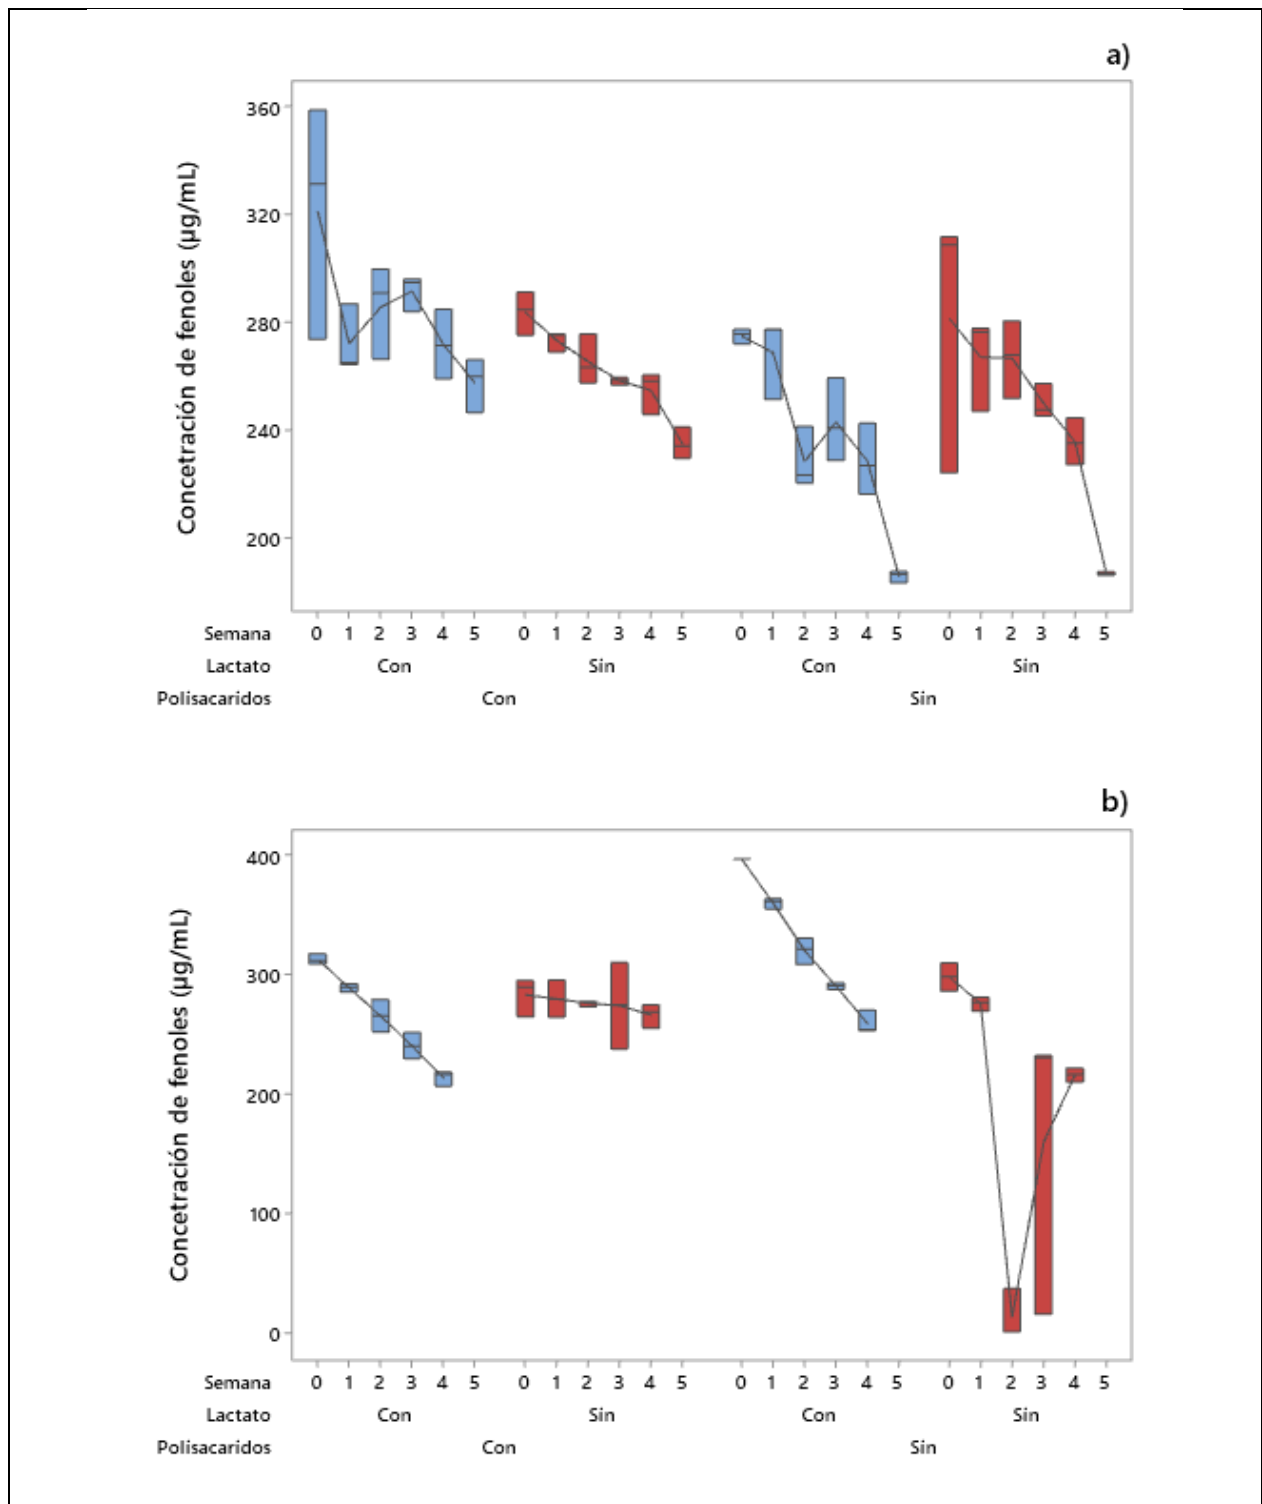 a)
Concetración de fenoles (µg/mL)
360
320
280
240
200
Semana 0 1 2 3 4 5 0 1 2 3 4 5 0 1 2 3 4 5 0 1 2 3 4 5
Lactato Con Sin Con Sin
Polisacaridos Con Sin
b)
Concetración de fenoles (µg/mL)
400
300
200
100
0
Semana 0 1 2 3 4 5 0 1 2 3 4 5 0 1 2 3 4 5 0 1 2 3 4 5
Lactato Con Sin Con Sin
Polisacaridos Con Sin